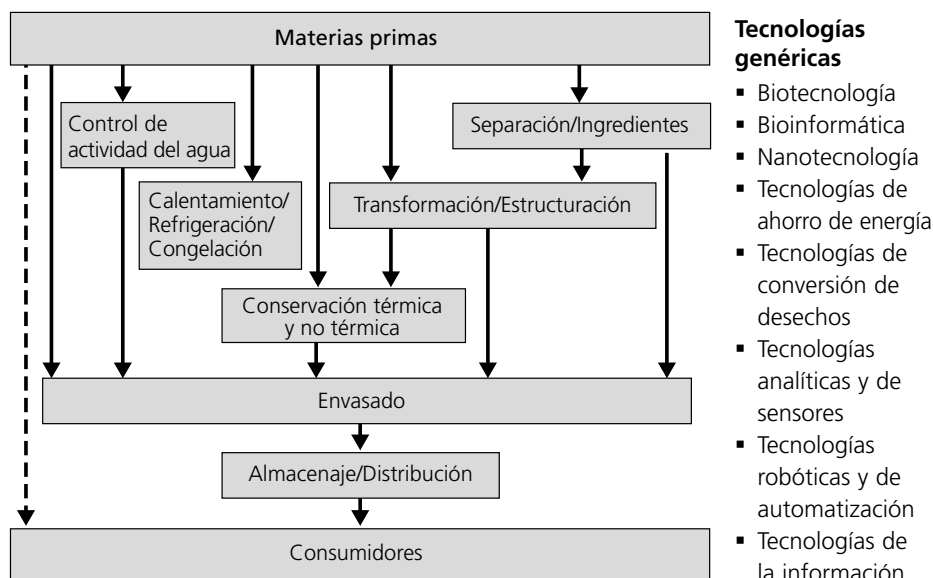 Materias primas
Control de
actividad del agua
Separación/Ingredientes
Calentamiento/
Refrigeración/
Congelación
Transformación/Estructuración
Conservación térmica
y no térmica
Envasado
Almacenaje/Distribución
Consumidores
Tecnologías
genéricas
▪ Biotecnología
▪ Bioinformática
▪ Nanotecnología
▪ Tecnologías de
ahorro de energía
▪ Tecnologías de
conversión de
desechos
▪ Tecnologías
analíticas y de
sensores
▪ Tecnologías
robóticas y de
automatización
▪ Tecnologías de
la información